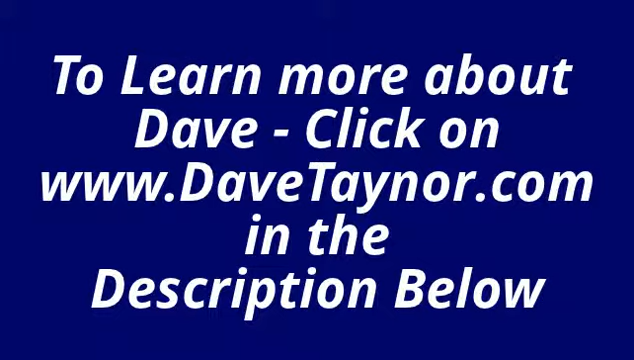 To Learn more about
Dave - Click on
www.DaveTaynor.com
in the
Description Below